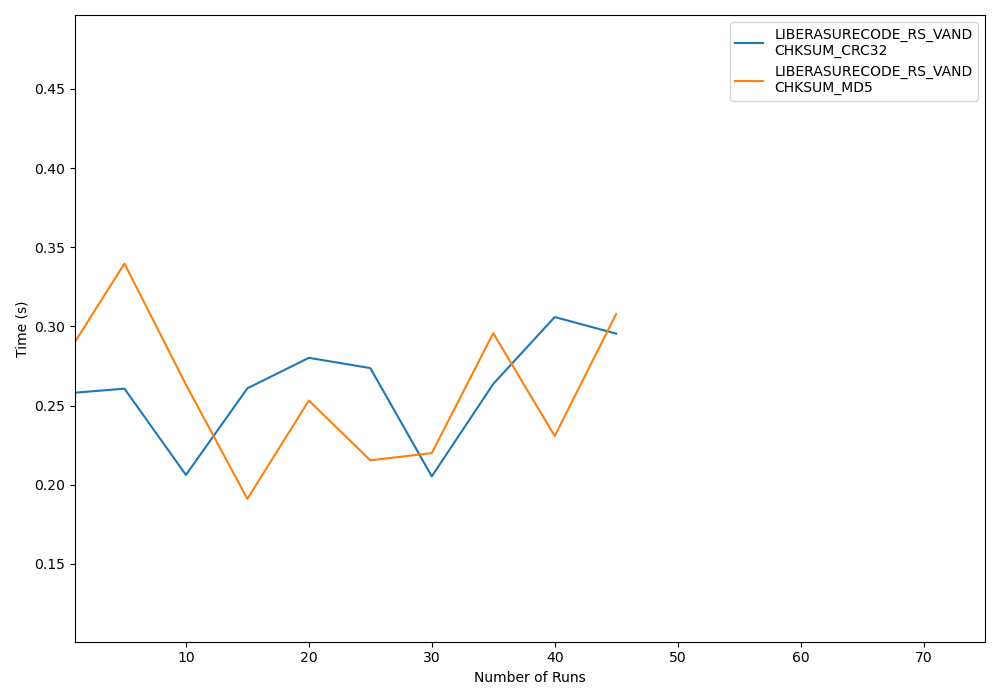 LIBERASURECODE_RS_VAND
CHKSUM_CRC32
LIBERASURECODE_RS_VAND
CHKSUM_MD5
0.45
0.40
0.35
0.30
0.25
0.20
0.15
Time (s)
10 20 30 40 50 60 70
Number of Runs